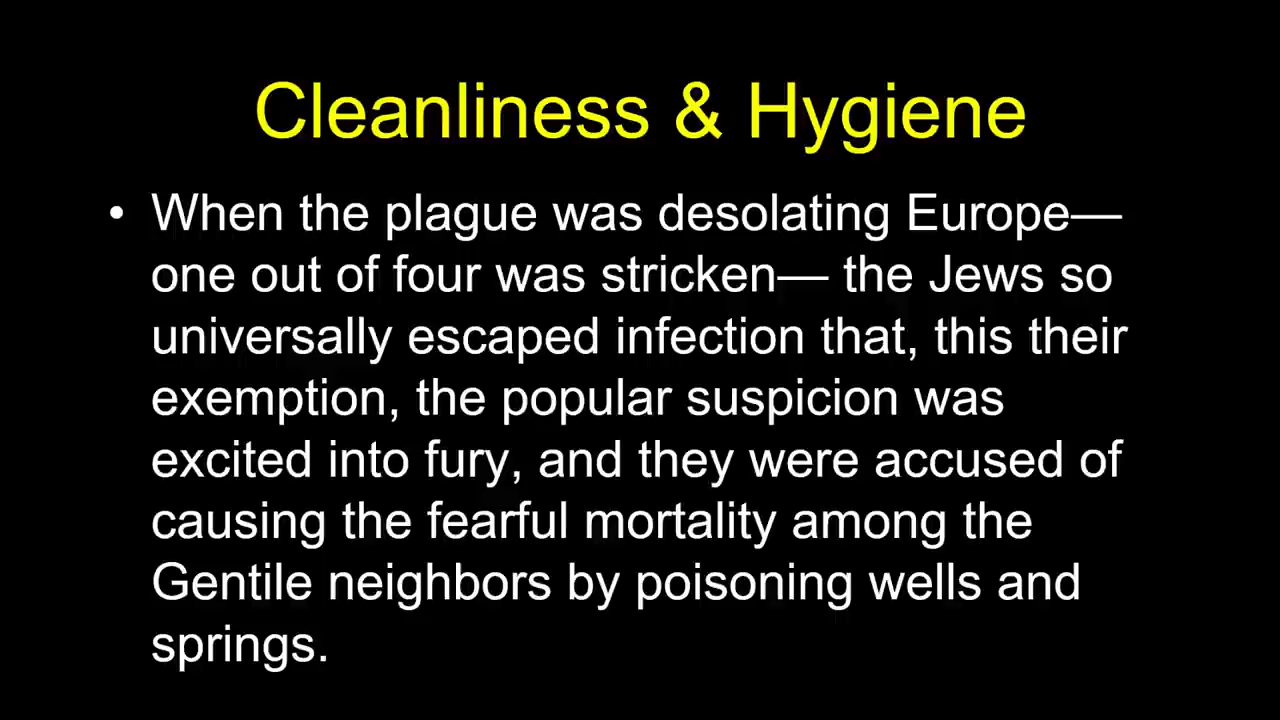 Cleanliness & Hygiene
• When the plague was desolating Europe—
one out of four was stricken— the Jews so
universally escaped infection that, this their
exemption, the popular suspicion was
excited into fury, and they were accused of
causing the fearful mortality among the
Gentile neighbors by poisoning wells and
springs.